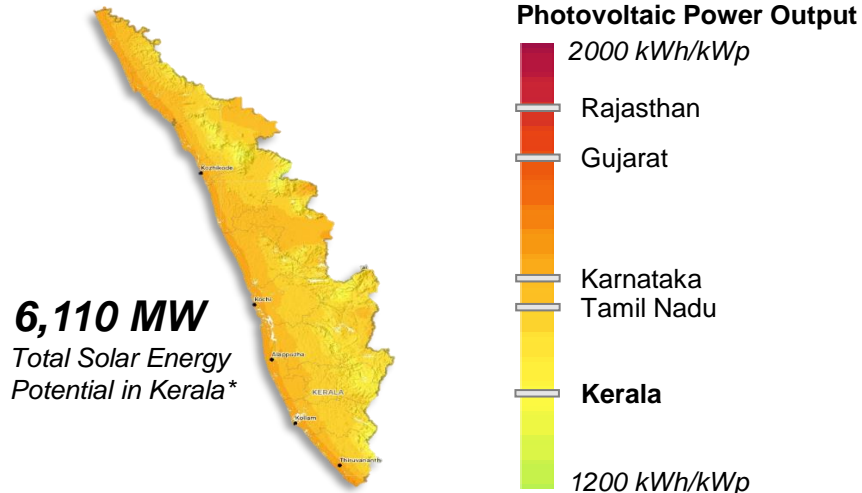 Photovoltaic Power Output
2000 kWh/kWp
Rajasthan
Gujarat
Karnataka
Tamil Nadu
Kerala
1200 kWh/kWp
6,110 MW
Total Solar Energy
Potential in Kerala*
Kozhikode
Kochi
Alappuzha
KERALA
Kollam